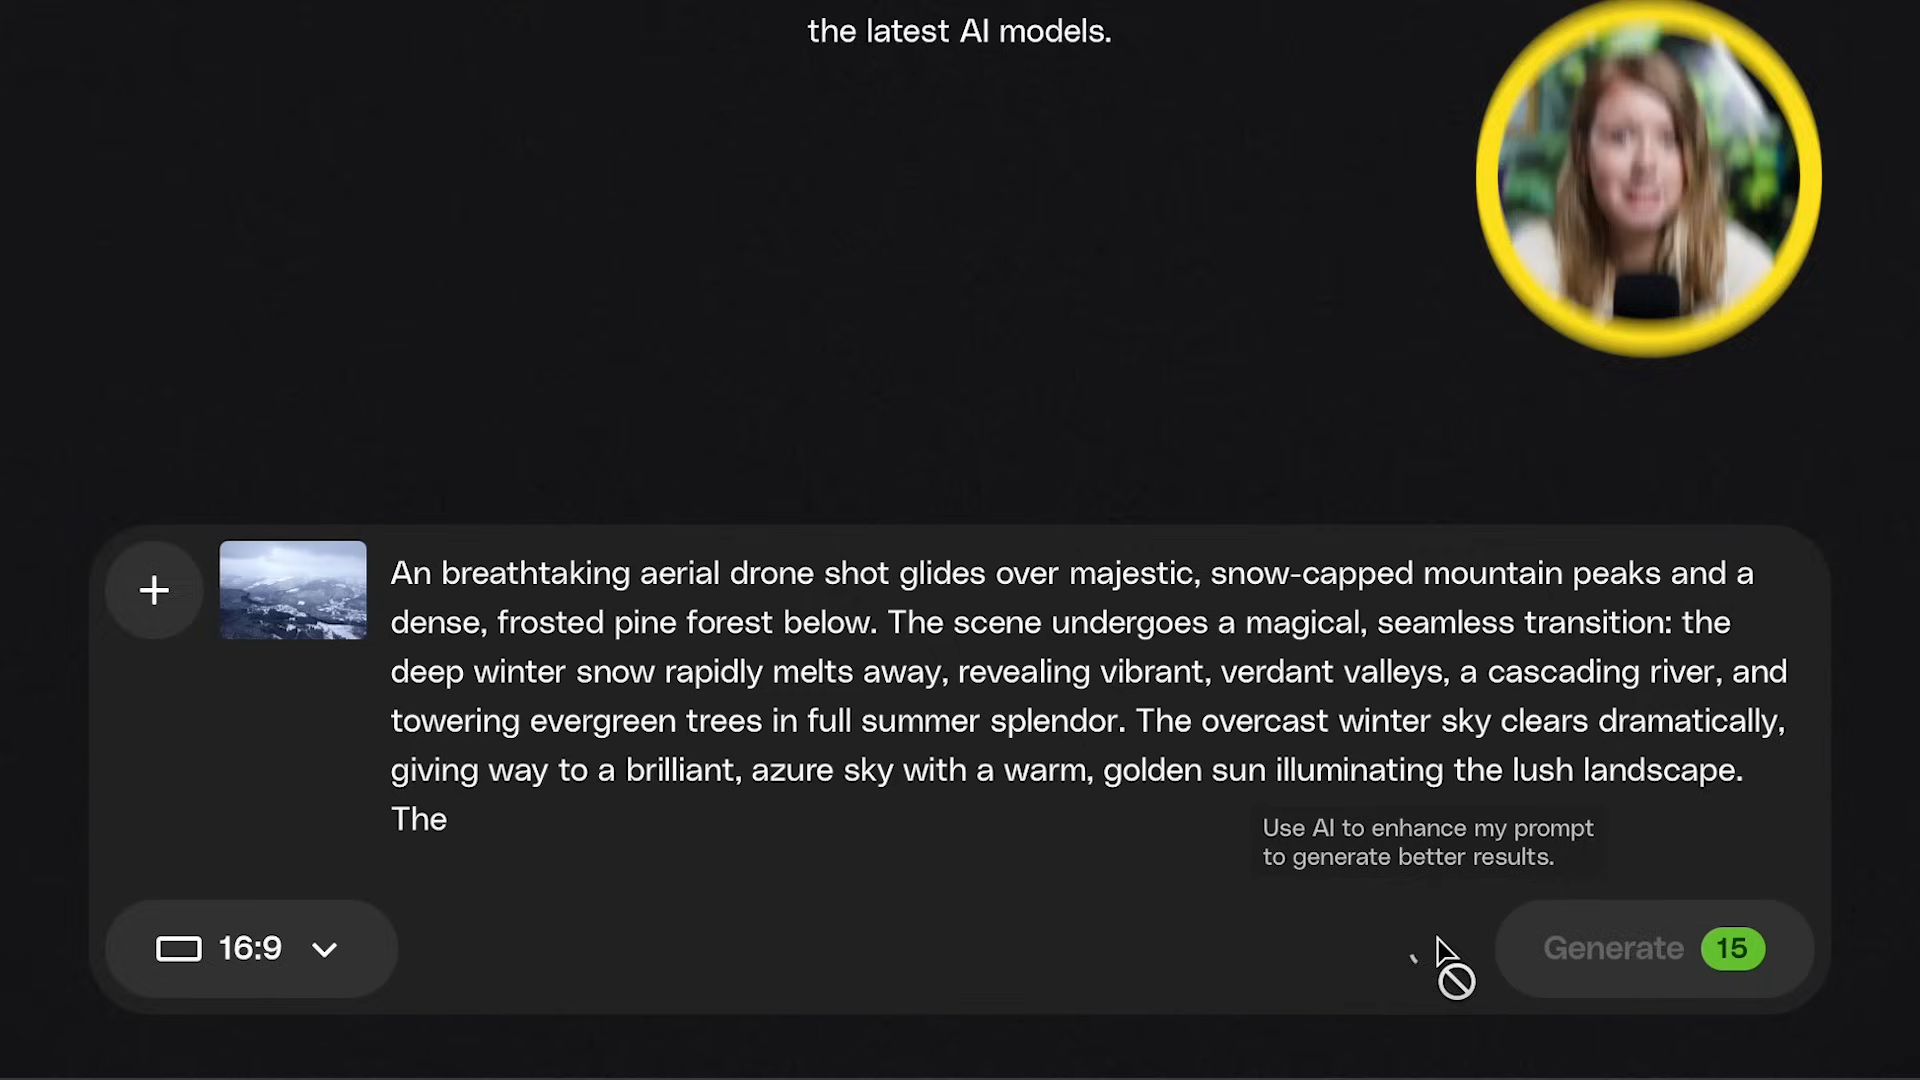 the latest AI models.
An breathtaking aerial drone shot glides over majestic, snow-capped mountain peaks and a
dense, frosted pine forest below. The scene undergoes a magical, seamless transition: the
deep winter snow rapidly melts away, revealing vibrant, verdant valleys, a cascading river, and
towering evergreen trees in full summer splendor. The overcast winter sky clears dramatically,
giving way to a brilliant, azure sky with a warm, golden sun illuminating the lush landscape.
The
Use AI to enhance my prompt
to generate better results.
16:9
Generate 15